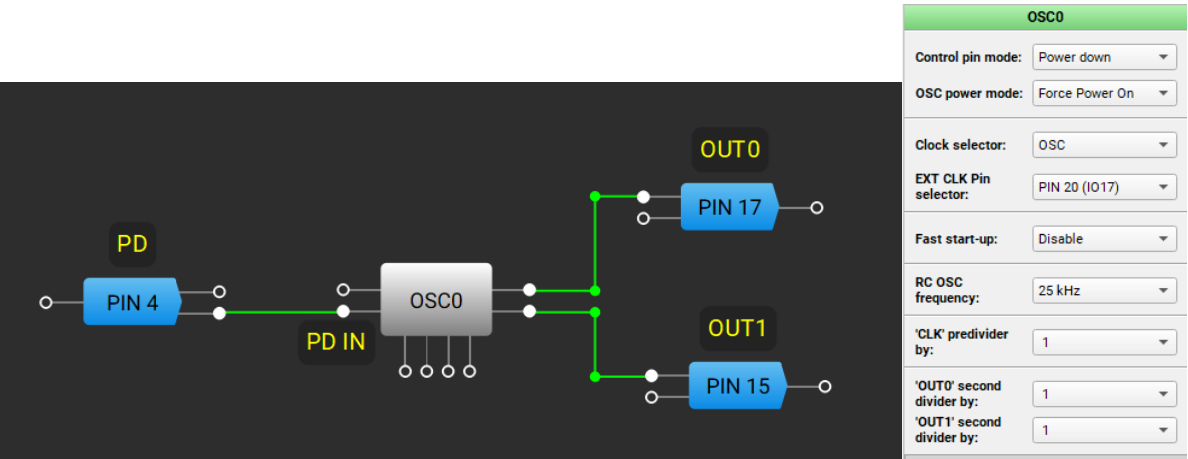 OUT0
PIN 17
PD
PIN 4
OSC0
PD IN
OUT1
PIN 15
OSC0
Control pin mode: Power down
OSC power mode: Force Power On
Clock selector: OSC
EXT CLK Pin
selector: PIN 20 (IO17)
Fast start-up: Disable
RC OSC
frequency: 25 kHz
'CLK' predivider
by: 1
'OUT0' second
divider by: 1
'OUT1' second
divider by: 1